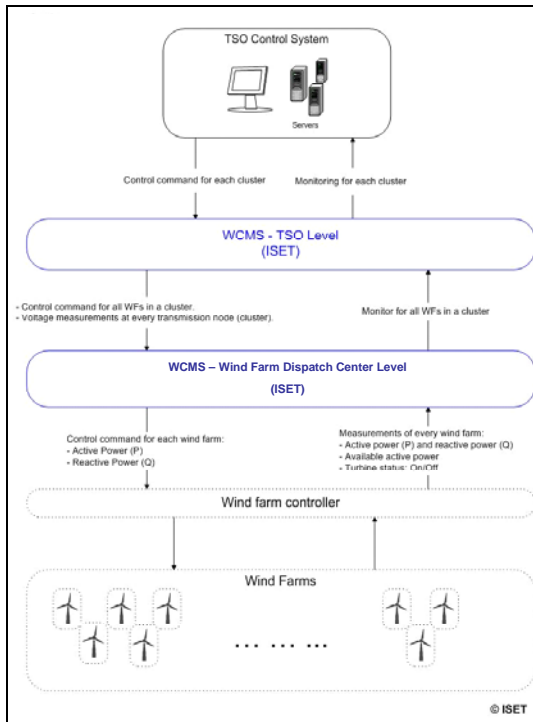 TSO Control System
Servers
Control command for each cluster
Monitoring for each cluster
WCMS - TSO Level
(ISET)
- Control command for all WFs in a cluster.
- Voltage measurements at every transmission node (cluster).
Monitor for all WFs in a cluster
WCMS – Wind Farm Dispatch Center Level
(ISET)
Control command for each wind farm:
- Active Power (P)
- Reactive Power (Q)
Measurements of every wind farm:
- Active power (P) and reactive power (Q)
- Available active power
- Turbine status: On/Off
Wind farm controller
Wind Farms
... ... ...
© ISET